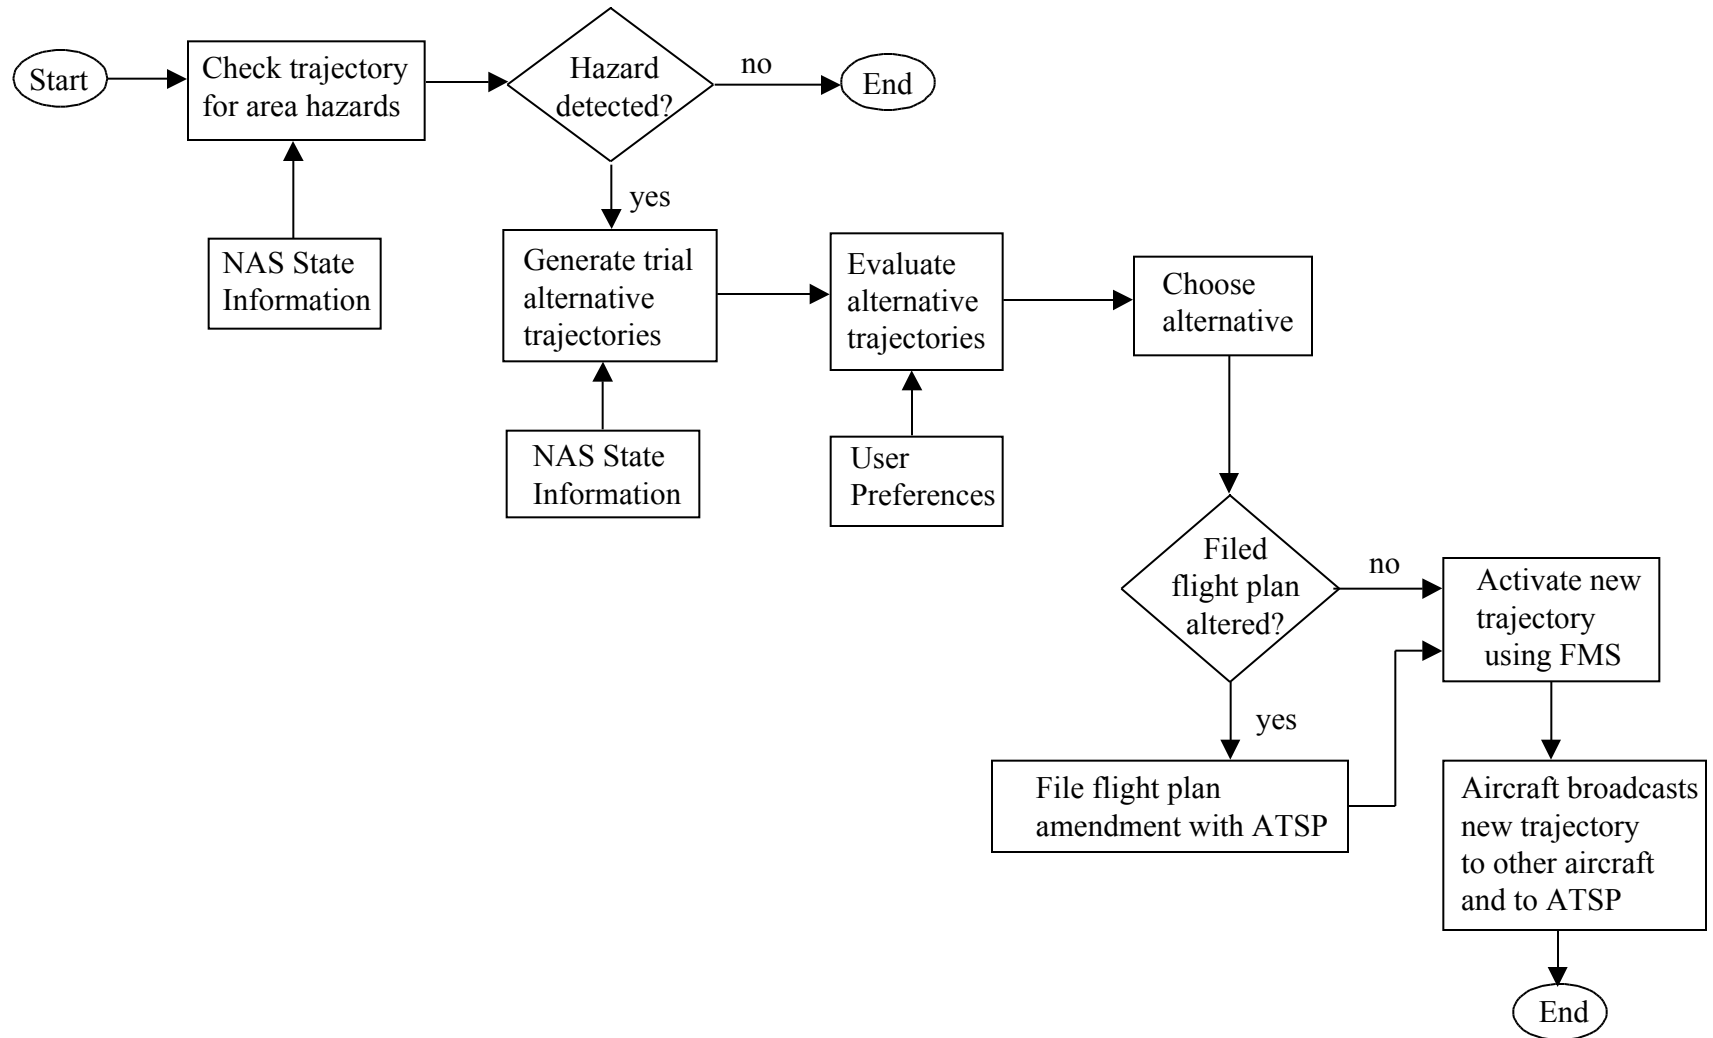 Start
Check trajectory
for area hazards
Hazard
detected?
no
End
yes
NAS State
Information
Generate trial
alternative
trajectories
Evaluate
alternative
trajectories
Choose
alternative
NAS State
Information
User
Preferences
Filed
flight plan
altered?
no
Activate new
trajectory
using FMS
yes
File flight plan
amendment with ATSP
Aircraft broadcasts
new trajectory
to other aircraft
and to ATSP
End